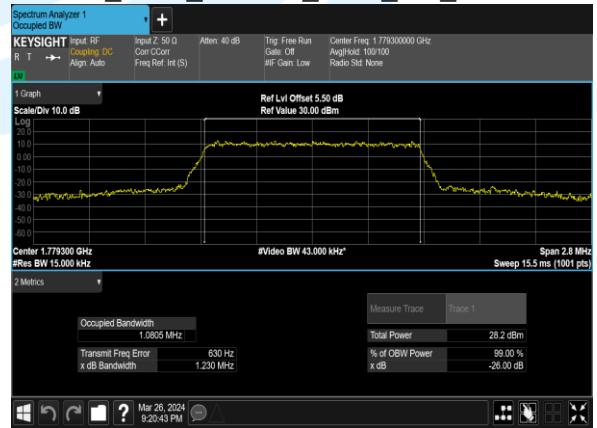 Spectrum Analyzer 1
Occupied BW
+
KEYSIGHT
R T
LU
Input: RF
Coupling: DC
Align: Auto
Input Z: 50 Ω
Corr CCorr
Freq Ref: Int (S)
Atten: 40 dB
Trig: Free Run
Gate: Off
#IF Gain: Low
Center Freq: 1.779300000 GHz
Avg|Hold: 100/100
Radio Std: None
1 Graph
Scale/Div 10.0 dB
Ref Lvl Offset 5.50 dB
Ref Value 30.00 dBm
Log
20.0
10.0
0.00
-10.0
-20.0
-30.0
-40.0
-50.0
-60.0
Center 1.779300 GHz
#Res BW 15.000 kHz
#Video BW 43.000 kHz*
Span 2.8 MHz
Sweep 15.5 ms (1001 pts)
2 Metrics
Measure Trace Trace 1
Occupied Bandwidth
1.0805 MHz
Total Power 28.2 dBm
Transmit Freq Error 630 Hz
x dB Bandwidth 1.230 MHz
% of OBW Power 99.00 %
x dB -26.00 dB
?
Mar 26, 2024
9:20:43 PM